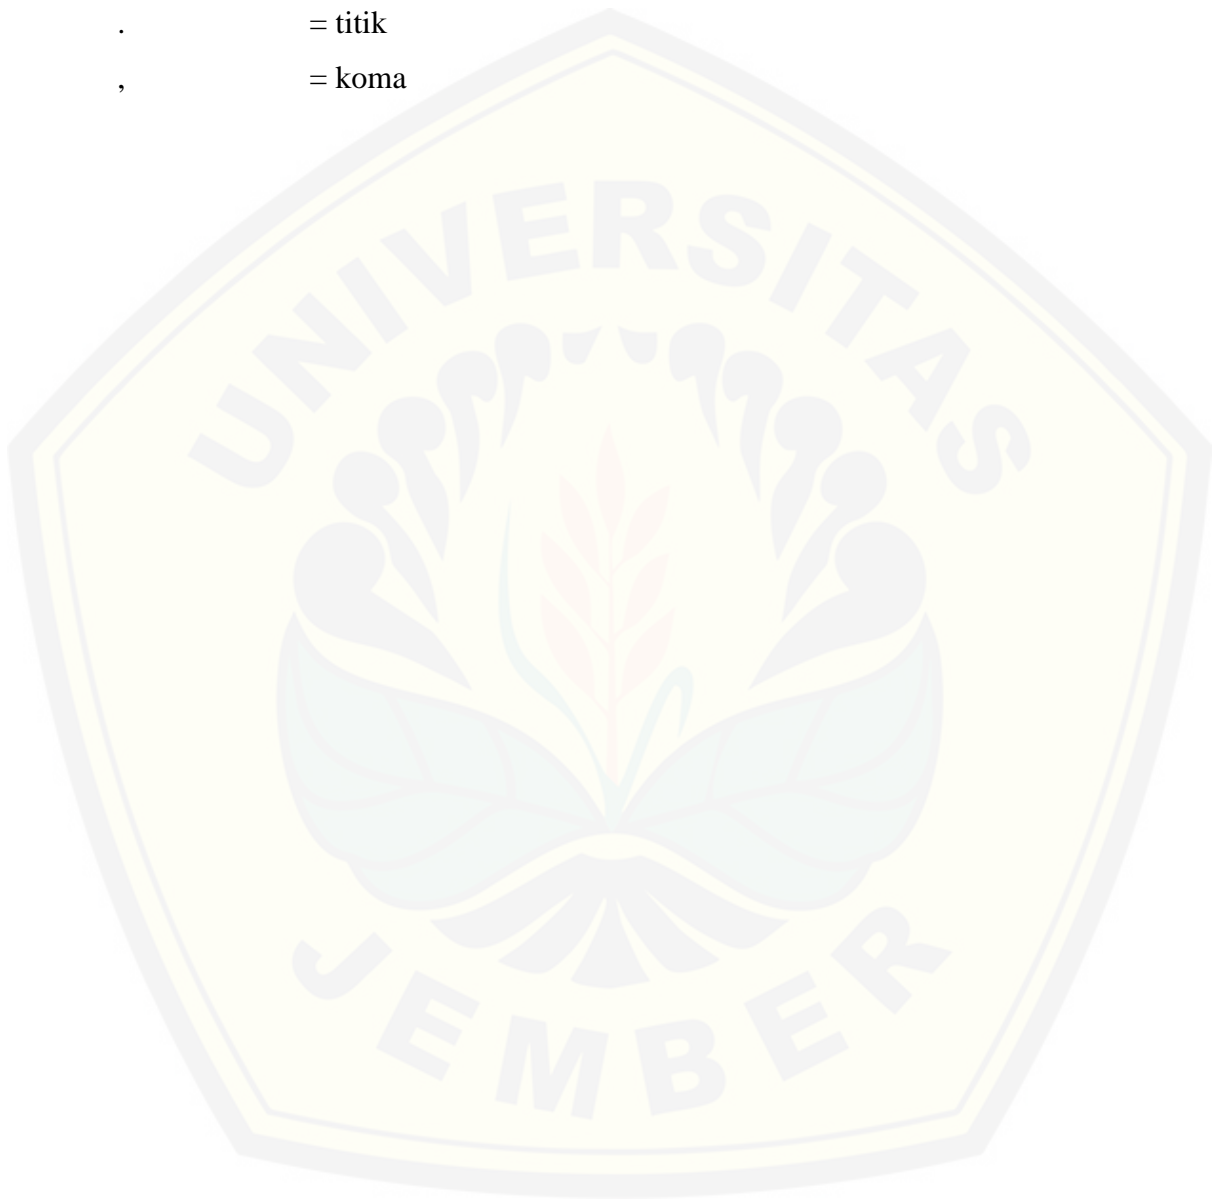 . = titik
, = koma
UNIVERSITAS
JEMBER